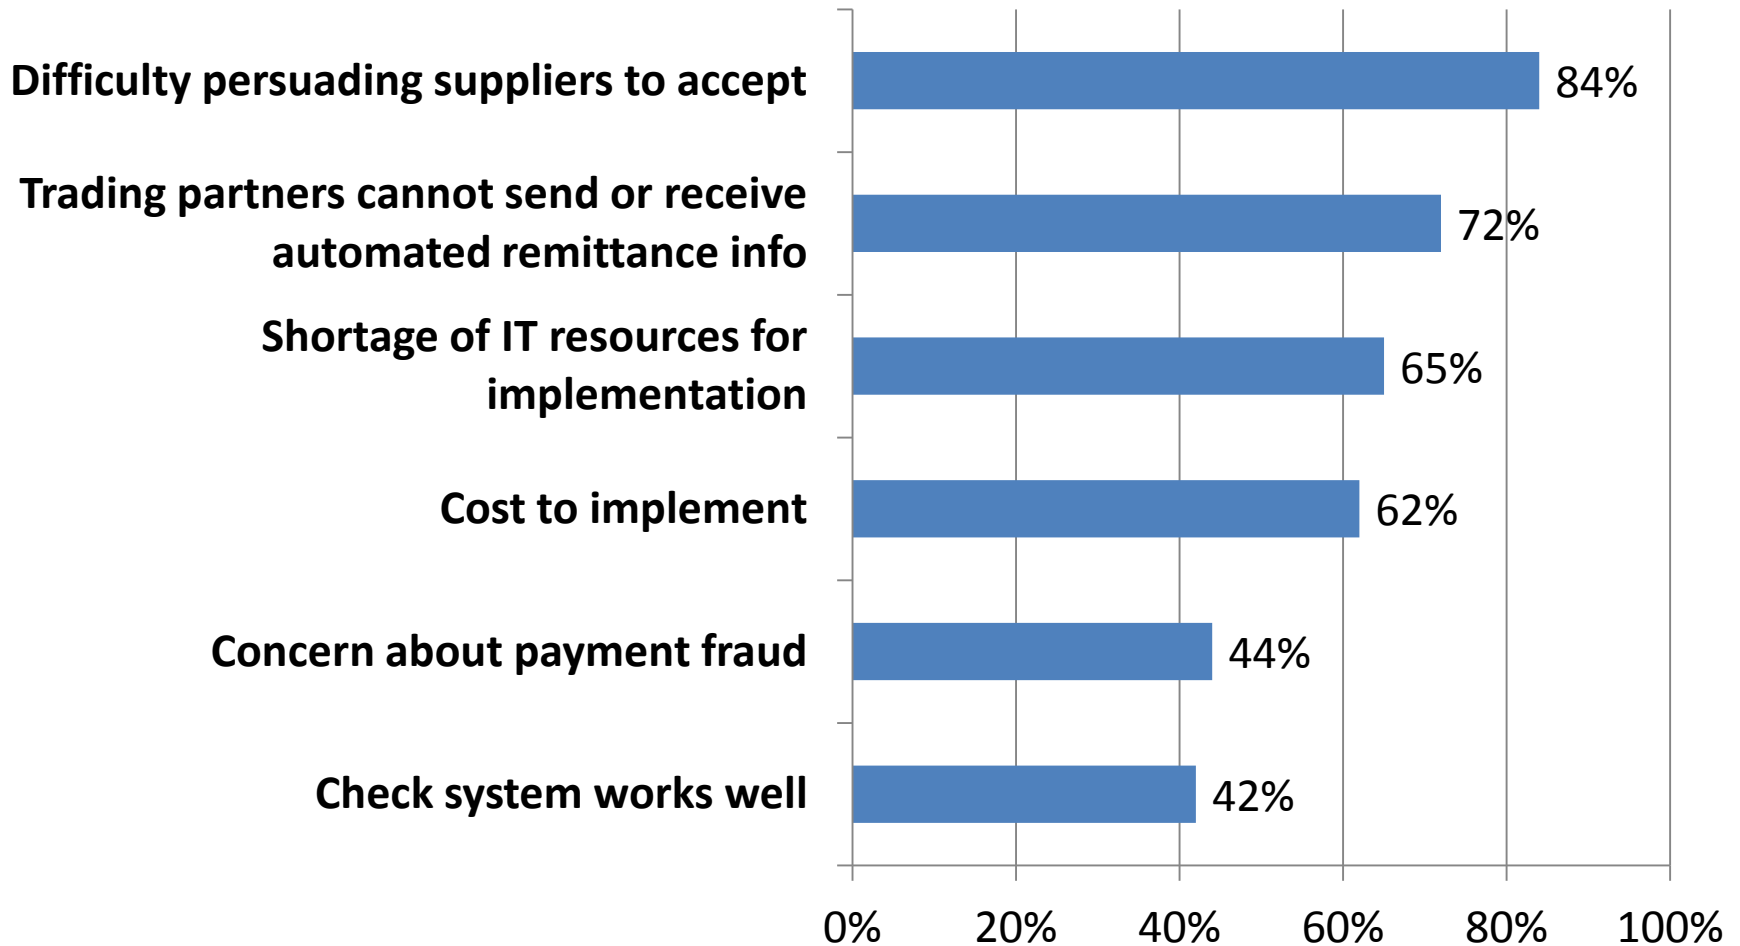 Difficulty persuading suppliers to accept
84%
Trading partners cannot send or receive
automated remittance info
72%
Shortage of IT resources for
implementation
65%
Cost to implement
62%
Concern about payment fraud
44%
Check system works well
42%
0% 20% 40% 60% 80% 100%